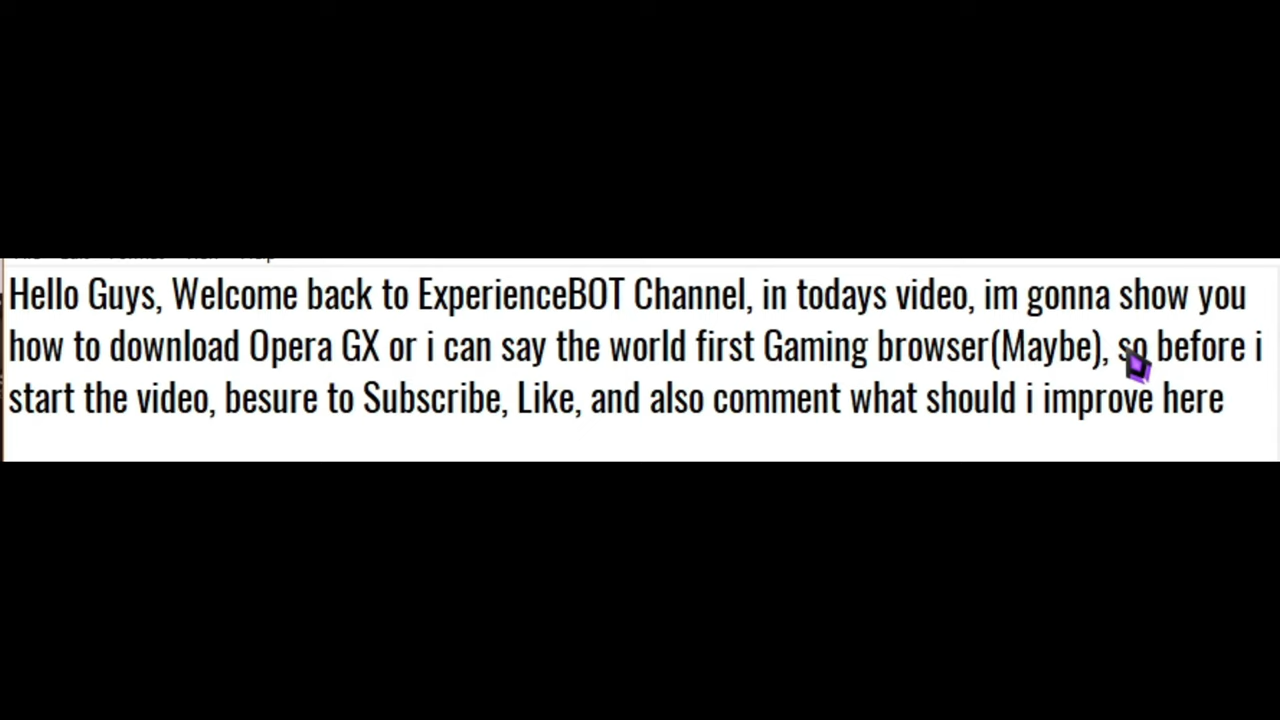 Hello Guys, Welcome back to ExperienceBOT Channel, in todays video, im gonna show you
how to download Opera GX or i can say the world first Gaming browser(Maybe), so before i
start the video, besure to Subscribe, Like, and also comment what should i improve here